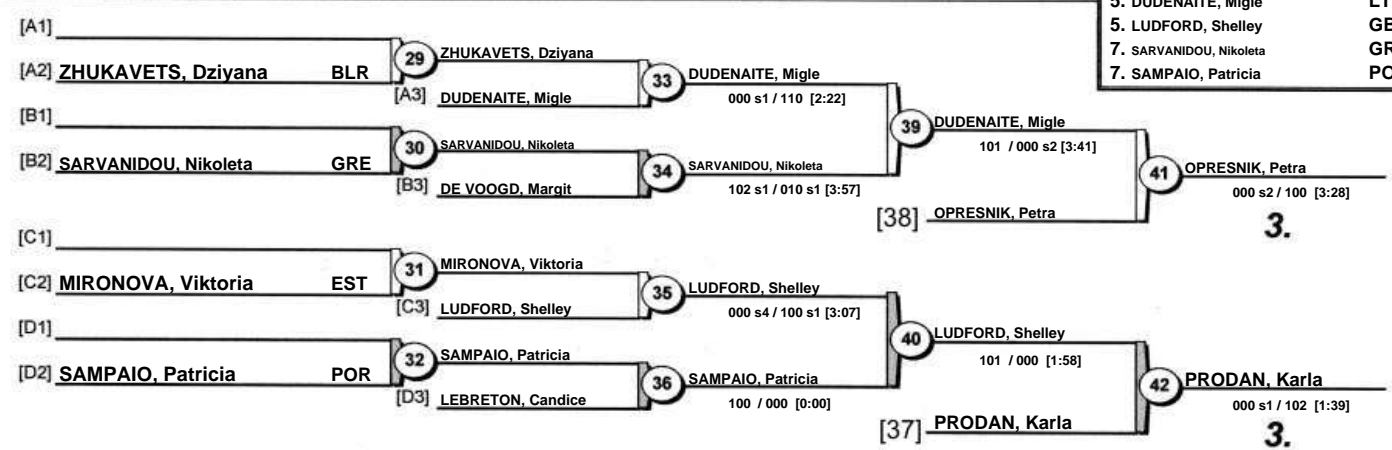 5. DUDENAITE, Migle
5. LUDFORD, Shelley
7. SARVANIDOU, Nikoleta
7. SAMPAIO, Patricia
[A1]
[A2] ZHUKAVETS, Dziyana BLR
29
ZHUKAVETS, Dziyana
[A3] DUDENAITE, Migle
33
DUDENAITE, Migle
000 s1 / 110 [2:22]
[B1]
[B2] SARVANIDOU, Nikoleta GRE
30
SARVANIDOU, Nikoleta
[B3] DE VOOGD, Margit
34
SARVANIDOU, Nikoleta
102 s1 / 010 s1 [3:57]
39
DUDENAITE, Migle
101 / 000 s2 [3:41]
[38] OPRESNIK, Petra
41
OPRESNIK, Petra
000 s2 / 100 [3:28]
3.
[C1]
[C2] MIRONOVA, Viktoria EST
31
MIRONOVA, Viktoria
[C3] LUDFORD, Shelley
35
LUDFORD, Shelley
000 s4 / 100 s1 [3:07]
[D1]
[D2] SAMPAIO, Patricia POR
32
SAMPAIO, Patricia
[D3] LEBRETON, Candice
36
SAMPAIO, Patricia
100 / 000 [0:00]
40
LUDFORD, Shelley
101 / 000 [1:58]
[37] PRODAN, Karla
42
PRODAN, Karla
000 s1 / 102 [1:39]
3.